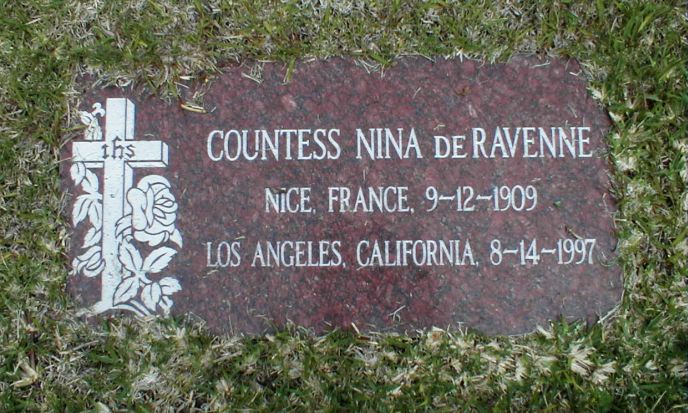 ihs
COUNTESS NINA DE RAVENNE
NICE, FRANCE, 9-12-1909
LOS ANGELES, CALIFORNIA, 8-14-1997